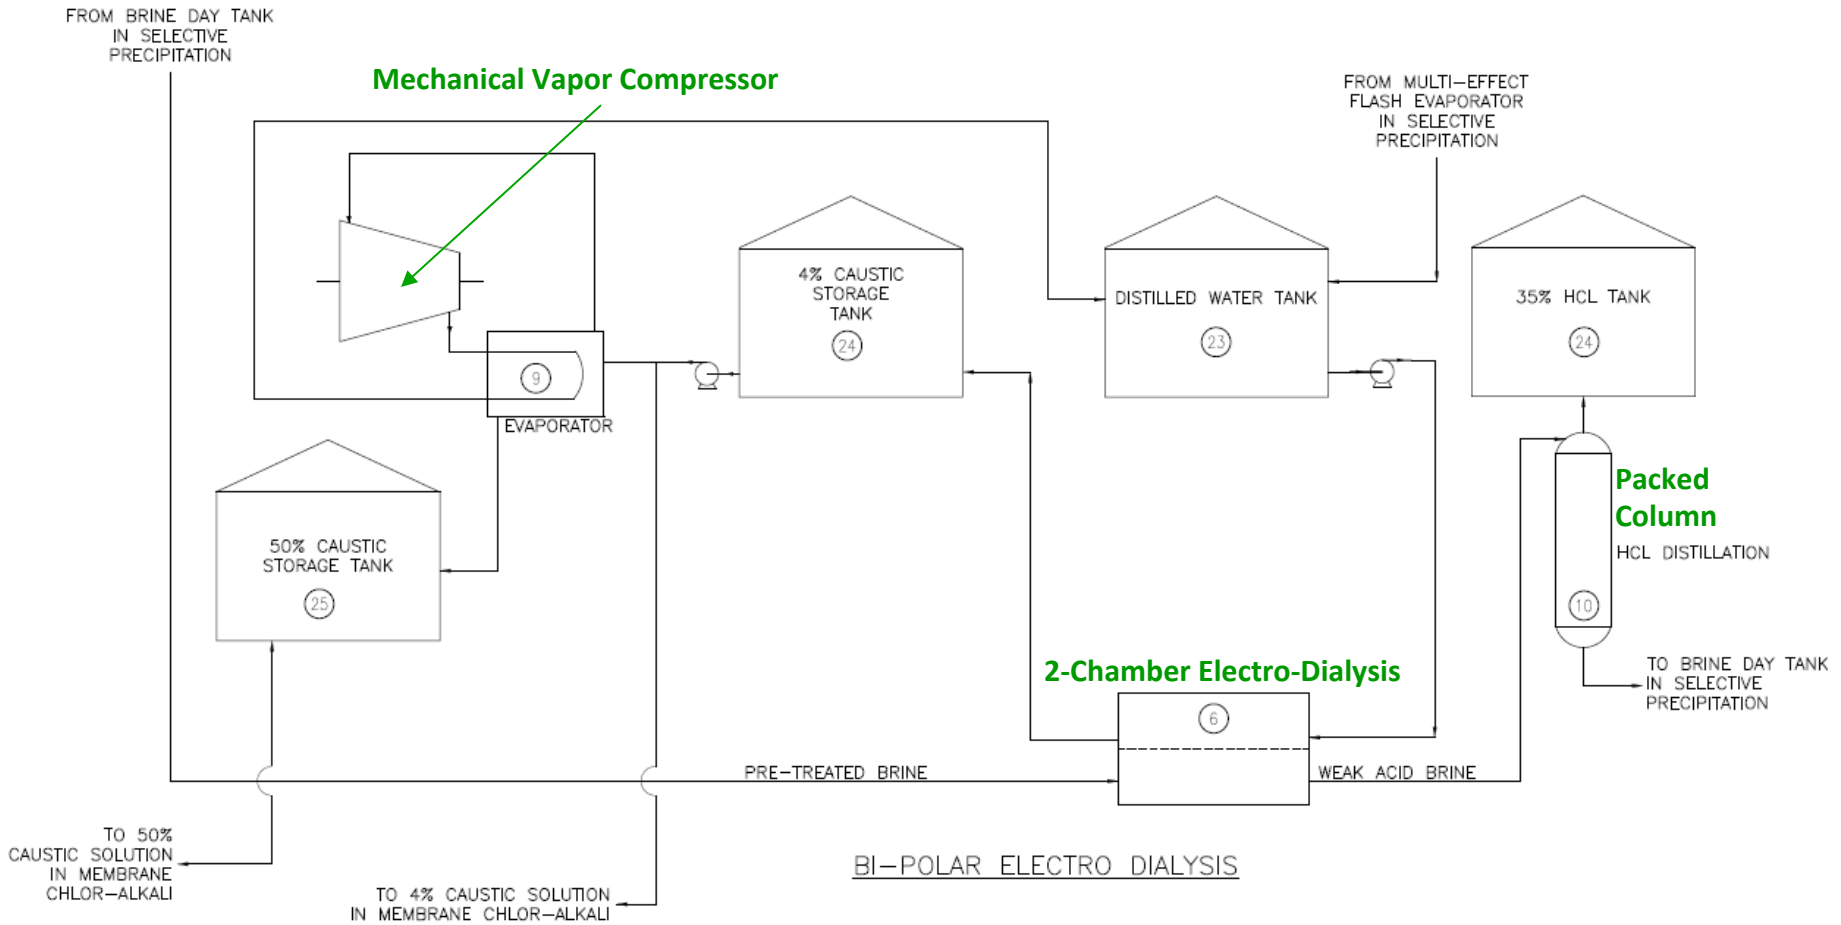 FROM BRINE DAY TANK
IN SELECTIVE
PRECIPITATION
Mechanical Vapor Compressor
FROM MULTI-EFFECT
FLASH EVAPORATOR
IN SELECTIVE
PRECIPITATION
4% CAUSTIC
STORAGE
TANK
24
DISTILLED WATER TANK
23
35% HCL TANK
24
9
EVAPORATOR
50% CAUSTIC
STORAGE TANK
25
Packed
Column
HCL DISTILLATION
10
2-Chamber Electro-Dialysis
6
TO BRINE DAY TANK
IN SELECTIVE
PRECIPITATION
PRE-TREATED BRINE
WEAK ACID BRINE
TO 50%
CAUSTIC SOLUTION
IN MEMBRANE
CHLOR-ALKALI
TO 4% CAUSTIC SOLUTION
IN MEMBRANE CHLOR-ALKALI
BI-POLAR ELECTRO DIALYSIS